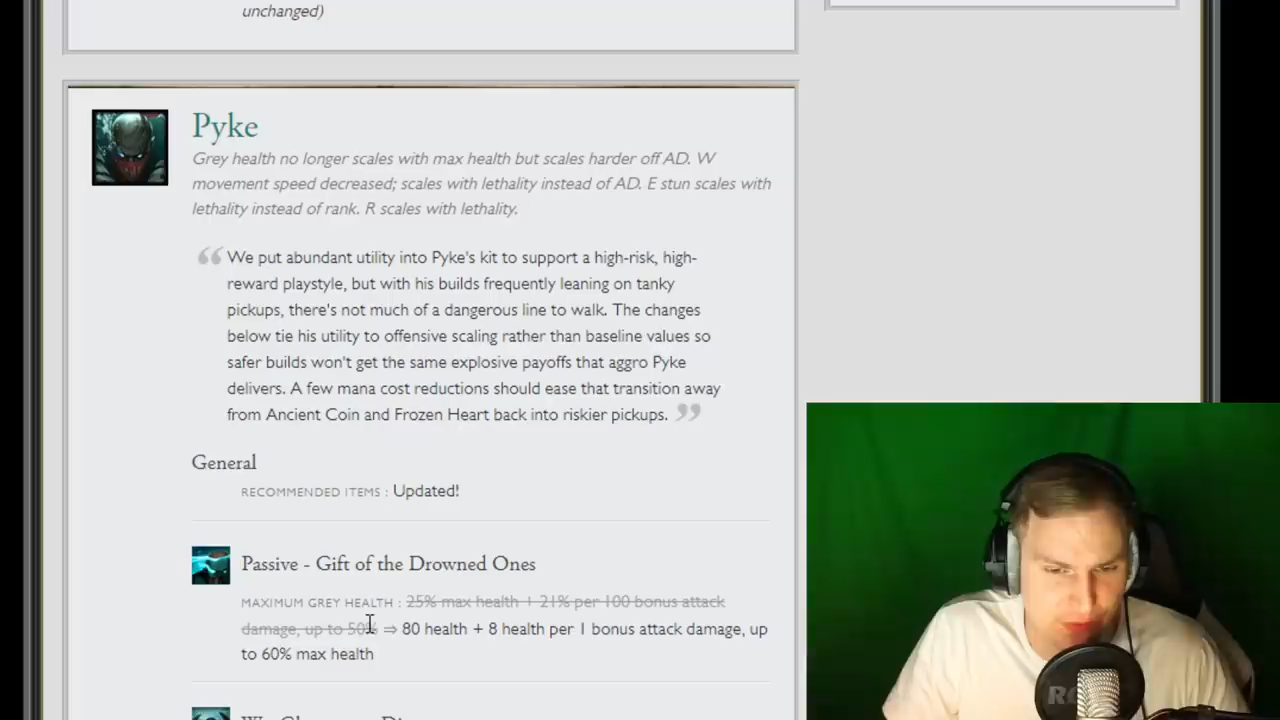 unchanged)
Pyke
Grey health no longer scales with max health but scales harder off AD. W
movement speed decreased; scales with lethality instead of AD. E stun scales with
lethality instead of rank. R scales with lethality.
“ We put abundant utility into Pyke's kit to support a high-risk, high-
reward playstyle, but with his builds frequently leaning on tanky
pickups, there's not much of a dangerous line to walk. The changes
below tie his utility to offensive scaling rather than baseline values so
safer builds won't get the same explosive payoffs that aggro Pyke
delivers. A few mana cost reductions should ease that transition away
from Ancient Coin and Frozen Heart back into riskier pickups. ”
General
RECOMMENDED ITEMS : Updated!
Passive - Gift of the Drowned Ones
MAXIMUM GREY HEALTH : 25% max health + 21% per 100 bonus attack
damage, up to 50% ⇒ 80 health + 8 health per 1 bonus attack damage, up
to 60% max health